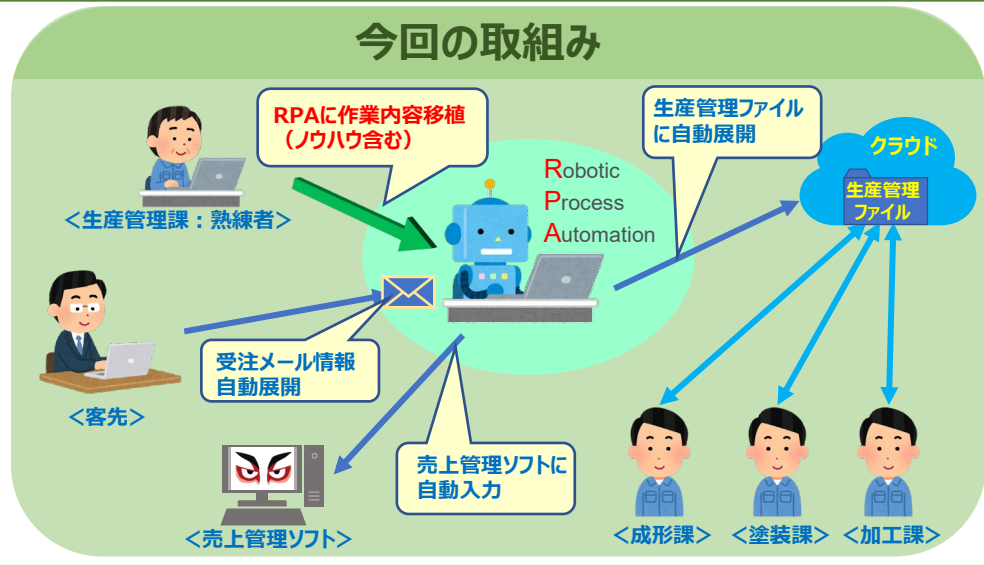 今回の取組み
RPAに作業内容移植
（ノウハウ含む）
生産管理ファイル
に自動展開
クラウド
生産管理
ファイル
Robotic
Process
Automation
＜生産管理課：熟練者＞
受注メール情報
自動展開
＜客先＞
売上管理ソフトに
自動入力
＜売上管理ソフト＞
＜成形課＞
＜塗装課＞
＜加工課＞